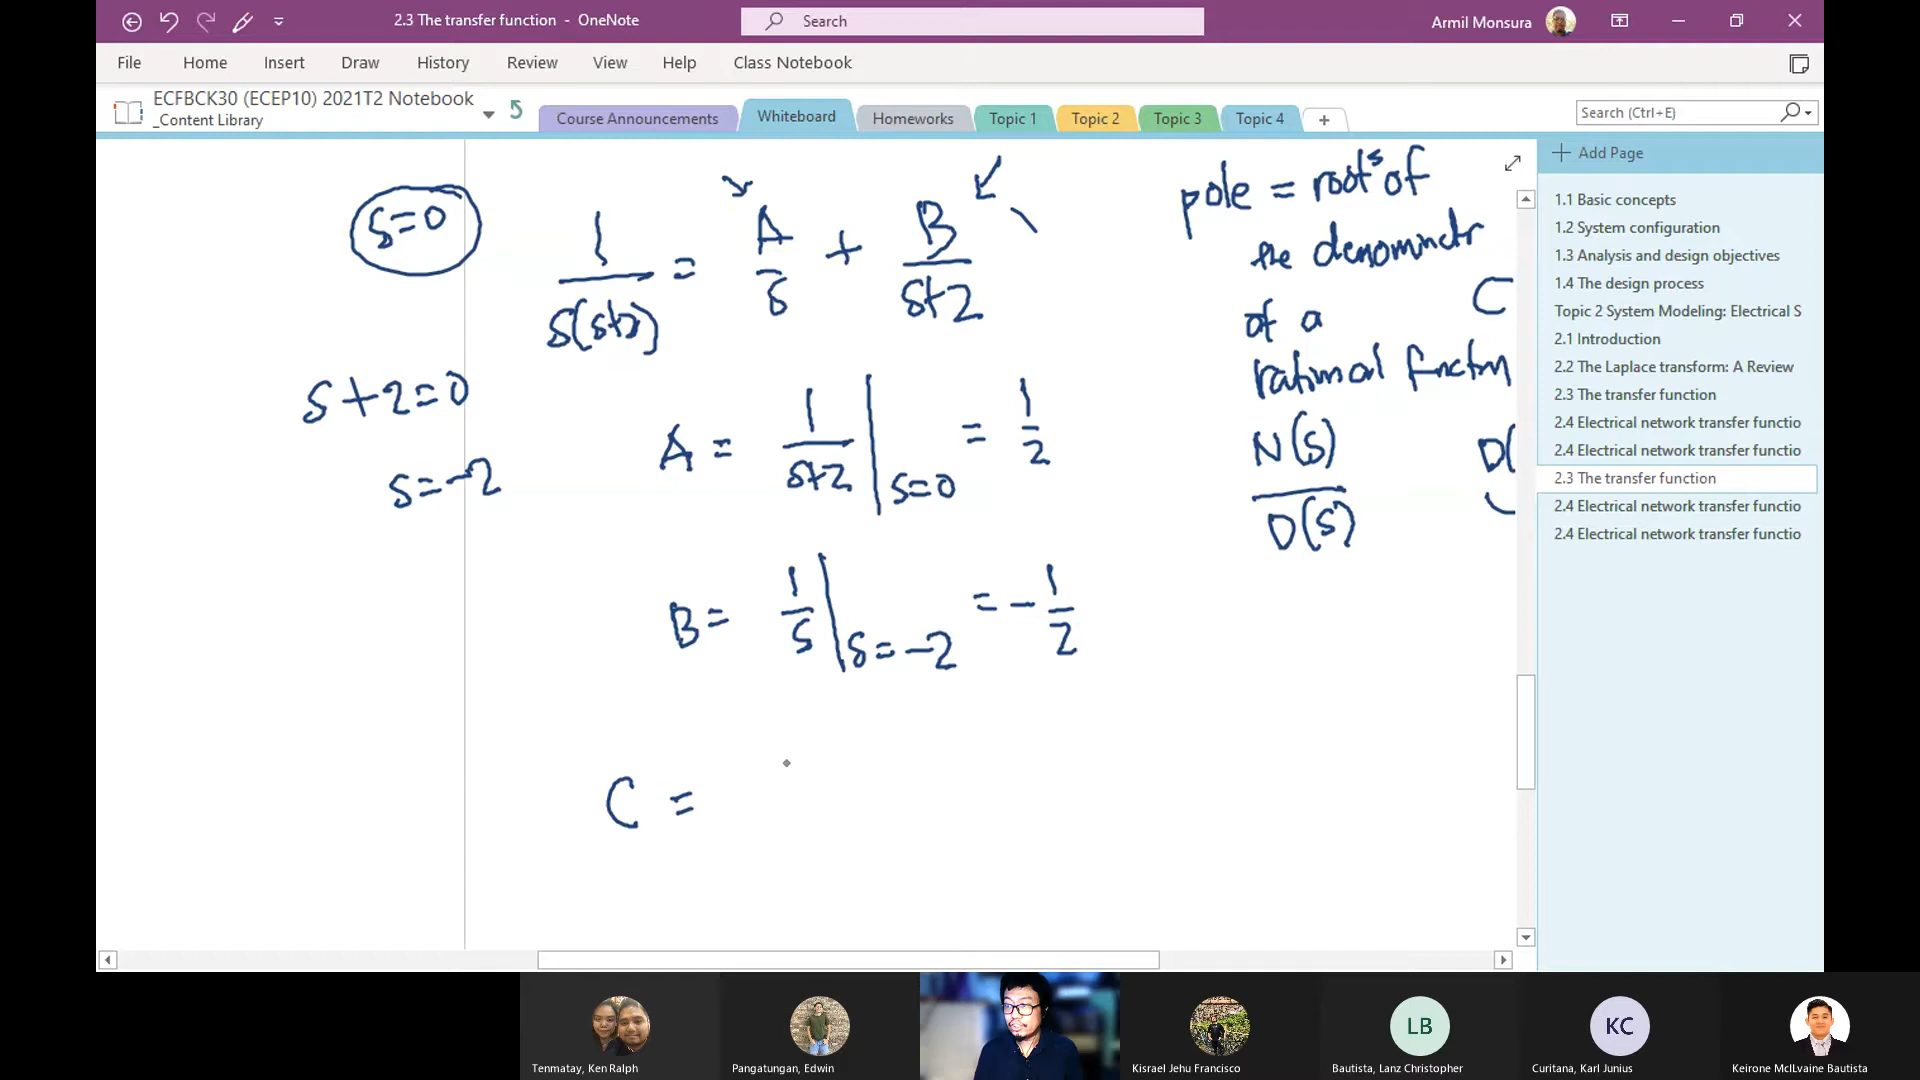 2.3 The transfer function - OneNote
Search
Armil Monsura
File Home Insert Draw History Review View Help Class Notebook
ECFBCK30 (ECEP10) 2021T2 Notebook
_Content Library
Course Announcements Whiteboard Homeworks Topic 1 Topic 2 Topic 3 Topic 4 +
Search (Ctrl+E)
Add Page
1.1 Basic concepts
1.2 System configuration
1.3 Analysis and design objectives
1.4 The design process
Topic 2 System Modeling: Electrical S
2.1 Introduction
2.2 The Laplace transform: A Review
2.3 The transfer function
2.4 Electrical network transfer functio
2.4 Electrical network transfer functio
2.3 The transfer function
2.4 Electrical network transfer functio
2.4 Electrical network transfer functio
s=0
1/s(s+2) = A/s + B/s+2
s+2=0
s=-2
A = 1/s+2 | s=0 = 1/2
B = 1/s | s=-2 = -1/2
C =
pole = roots of
the denominatr
of a
rational functon
N(s)
D(s)
C
D(
Tenmatay, Ken Ralph
Pangatungan, Edwin
Kisrael Jehu Francisco
LB
Bautista, Lanz Christopher
KC
Curitana, Karl Junius
Keirone McILvaine Bautista